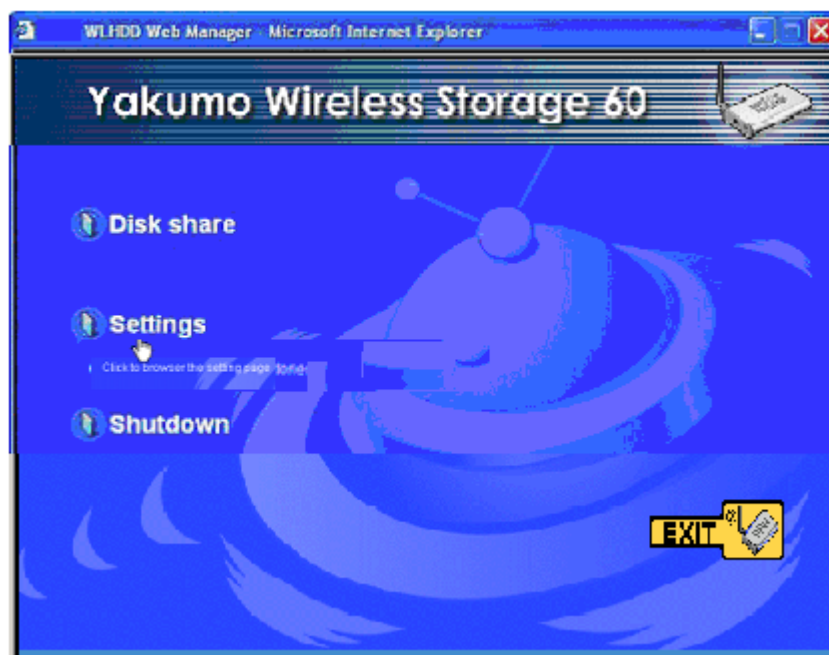 WLHDD Web Manager - Microsoft Internet Explorer
Yakumo Wireless Storage 60
Disk share
Settings
Click to browser the setting page
Shutdown
EXIT